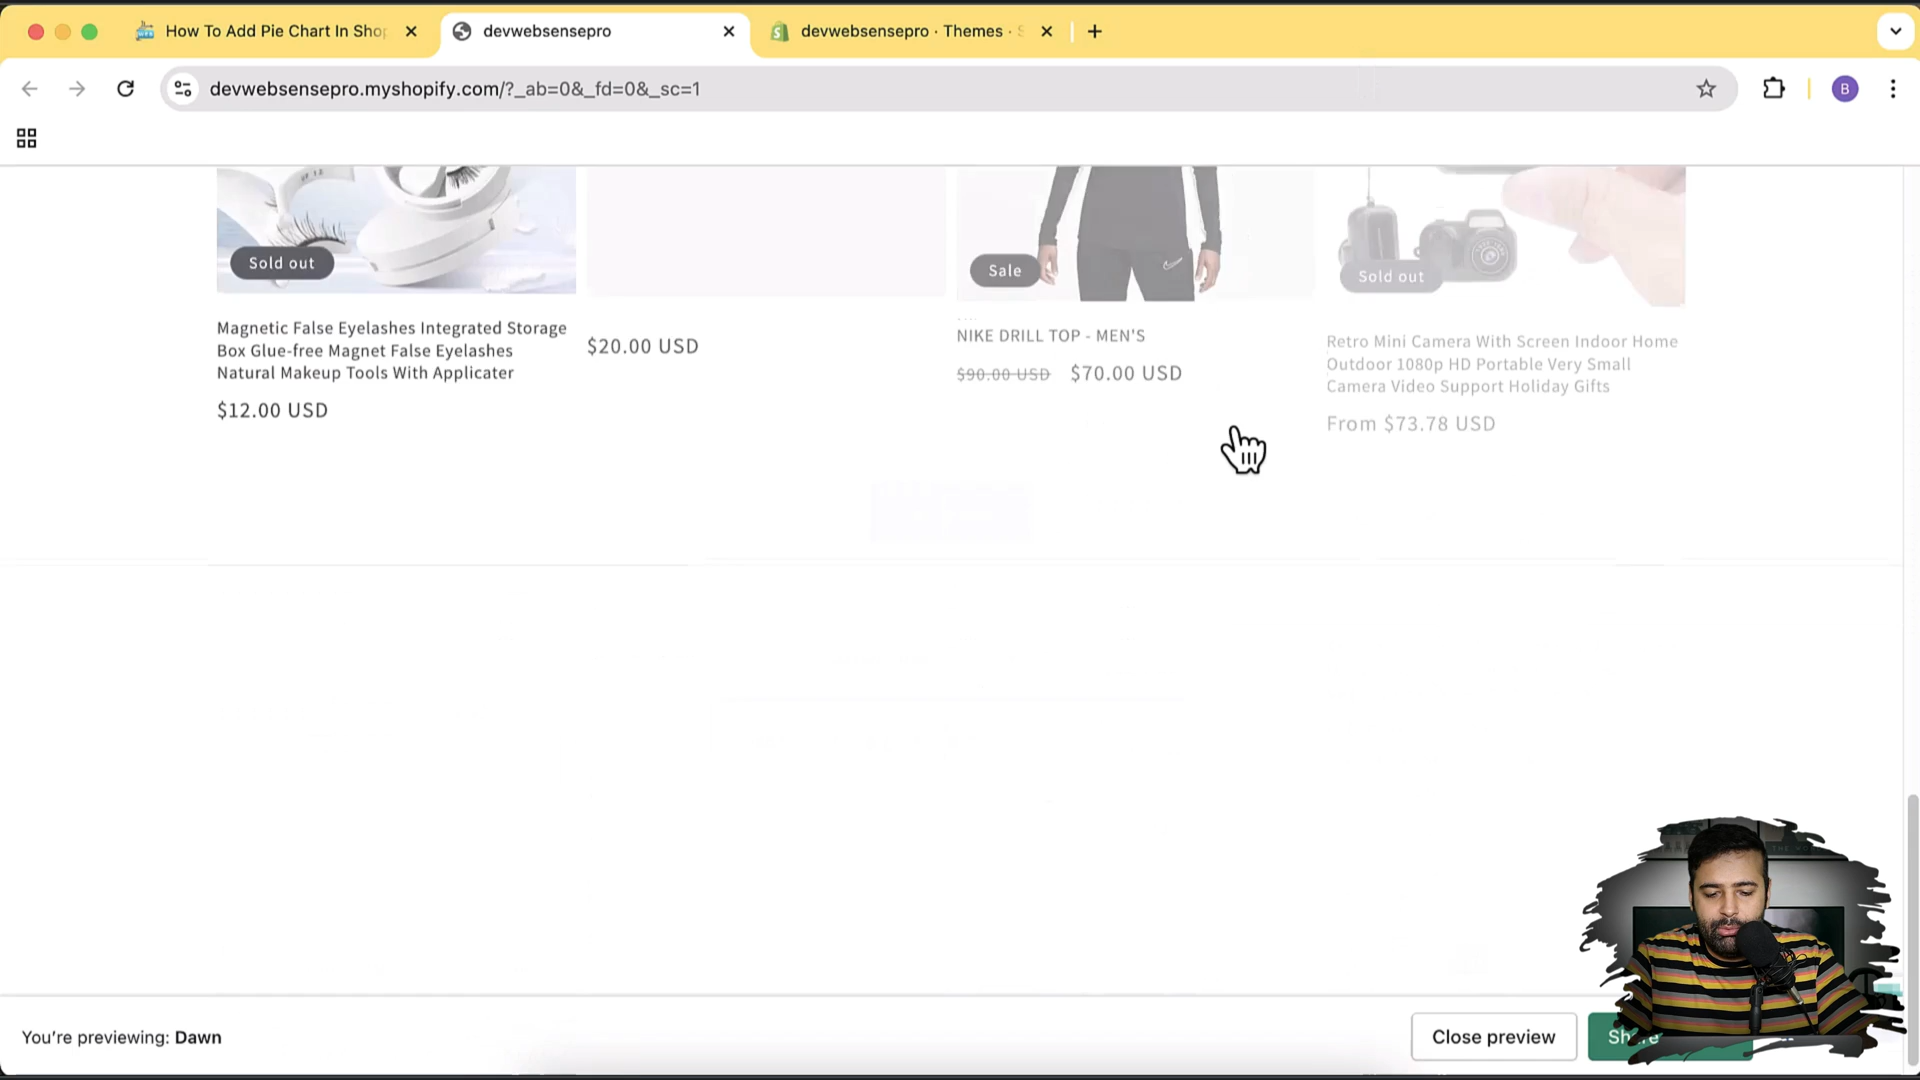 How To Add Pie Chart In Shop
devwebsensepro
devwebsensepro · Themes · S
devwebsensepro.myshopify.com/?_ab=0&_fd=0&_sc=1
B
Sold out
Sale
Sold out
Magnetic False Eyelashes Integrated Storage
Box Glue-free Magnet False Eyelashes
Natural Makeup Tools With Applicater
$12.00 USD
$20.00 USD
NIKE DRILL TOP - MEN'S
$90.00 USD $70.00 USD
Retro Mini Camera With Screen Indoor Home
Outdoor 1080p HD Portable Very Small
Camera Video Support Holiday Gifts
From $73.78 USD
You're previewing: Dawn
Close preview
Share